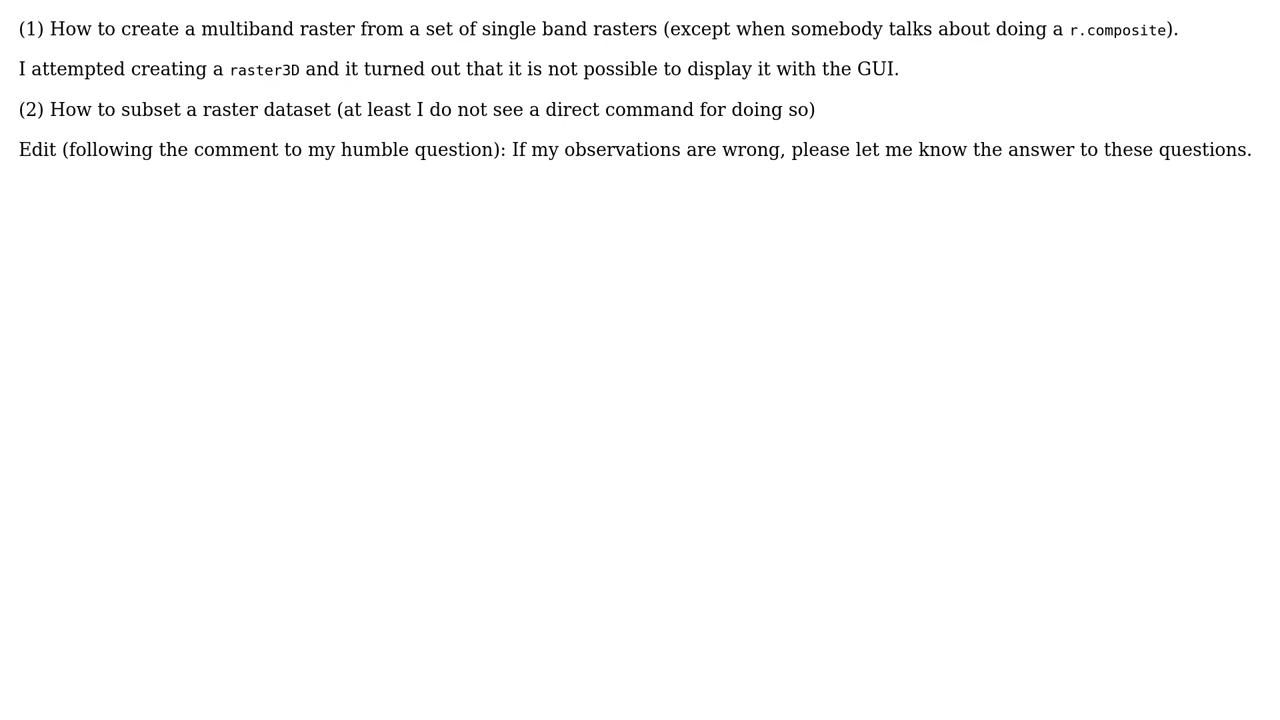 (1) How to create a multiband raster from a set of single band rasters (except when somebody talks about doing a r.composite).
I attempted creating a raster3D and it turned out that it is not possible to display it with the GUI.
(2) How to subset a raster dataset (at least I do not see a direct command for doing so)
Edit (following the comment to my humble question): If my observations are wrong, please let me know the answer to these questions.